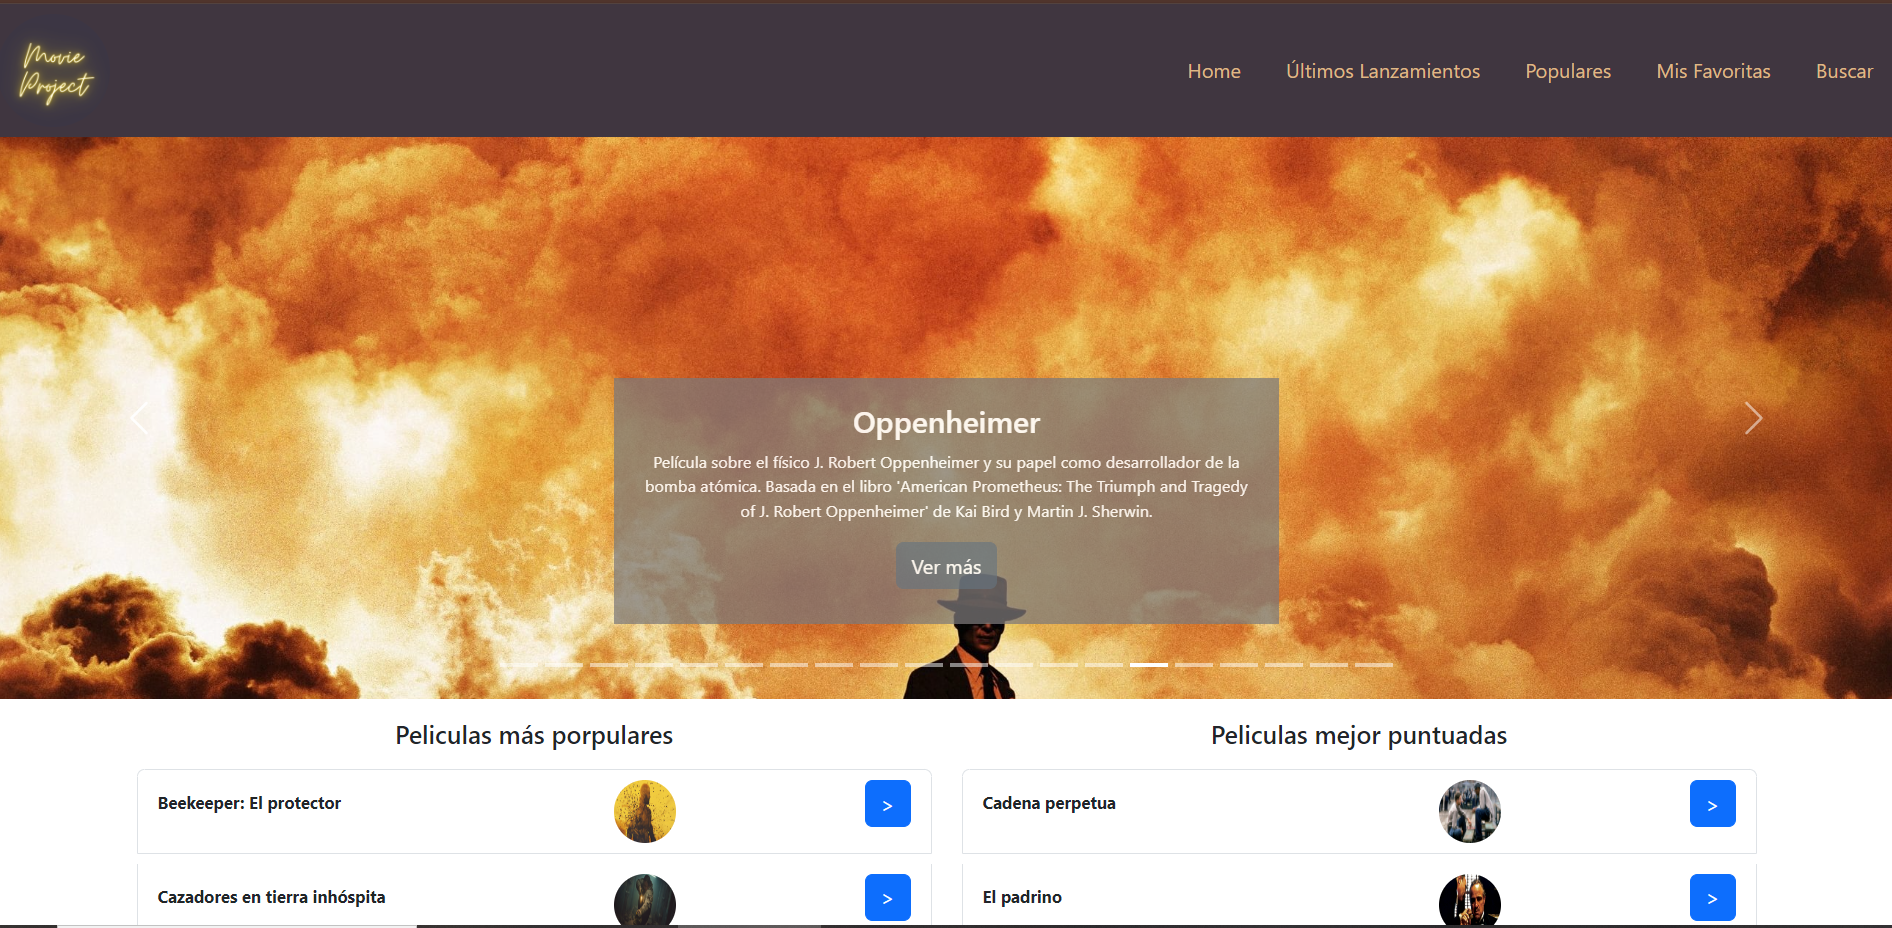 Movie
Project
Home
Últimos Lanzamientos
Populares
Mis Favoritas
Buscar
Oppenheimer
Película sobre el físico J. Robert Oppenheimer y su papel como desarrollador de la
bomba atómica. Basada en el libro 'American Prometheus: The Triumph and Tragedy
of J. Robert Oppenheimer' de Kai Bird y Martin J. Sherwin.
Ver más
Peliculas más porpulares
Beekeeper: El protector
>
Cazadores en tierra inhóspita
>
Peliculas mejor puntuadas
Cadena perpetua
>
El padrino
>